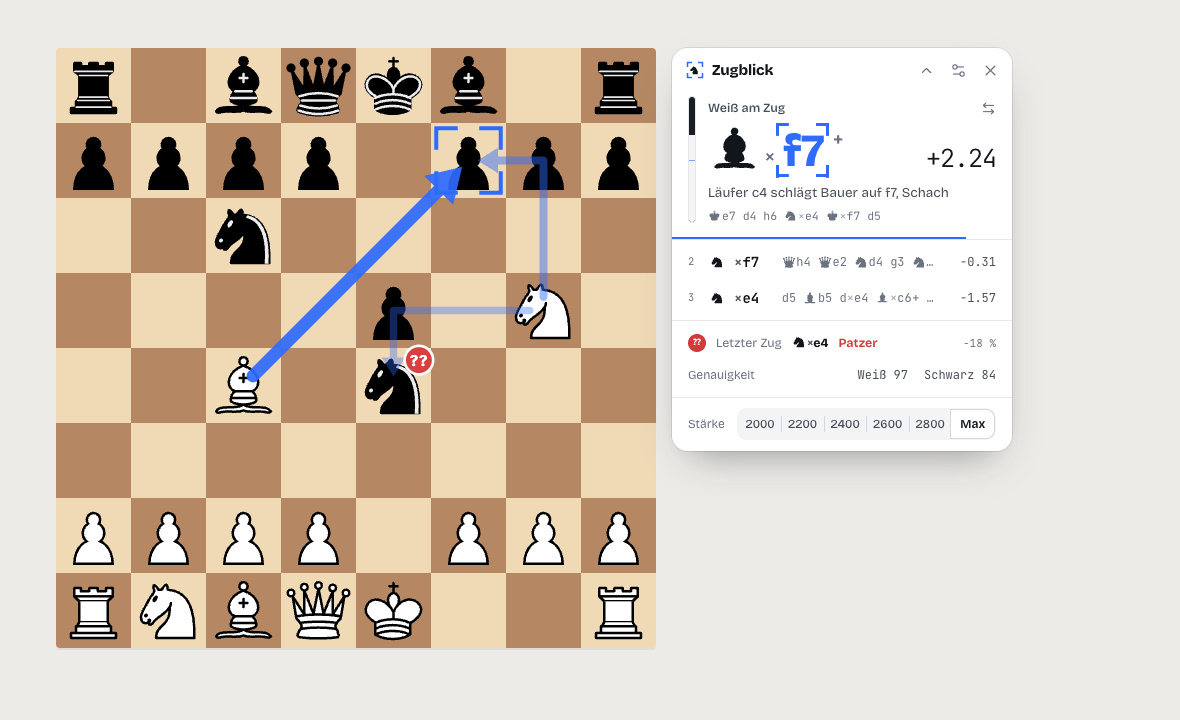 Zugblick
Weiß am Zug
×f7+
+2.24
Läufer c4 schlägt Bauer auf f7, Schach
e7 d4 h6 ×e4 ×f7 d5
2 ×f7 h4 e2 d4 g3 … -0.31
3 ×e4 d5 b5 d×e4 ×c6+ … -1.57
??
?? Letzter Zug ×e4 Patzer -18 %
Genauigkeit Weiß 97 Schwarz 84
Stärke 2000 2200 2400 2600 2800 Max